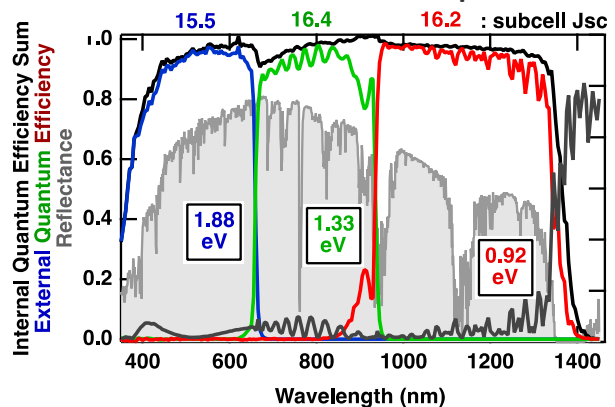 15.5 16.4 16.2 : subcell Jsc
Internal Quantum Efficiency Sum
External Quantum Efficiency
Reflectance
1.0
0.8
0.6
0.4
0.2
0.0
1.88
eV
1.33
eV
0.92
eV
400 600 800 1000 1200 1400
Wavelength (nm)